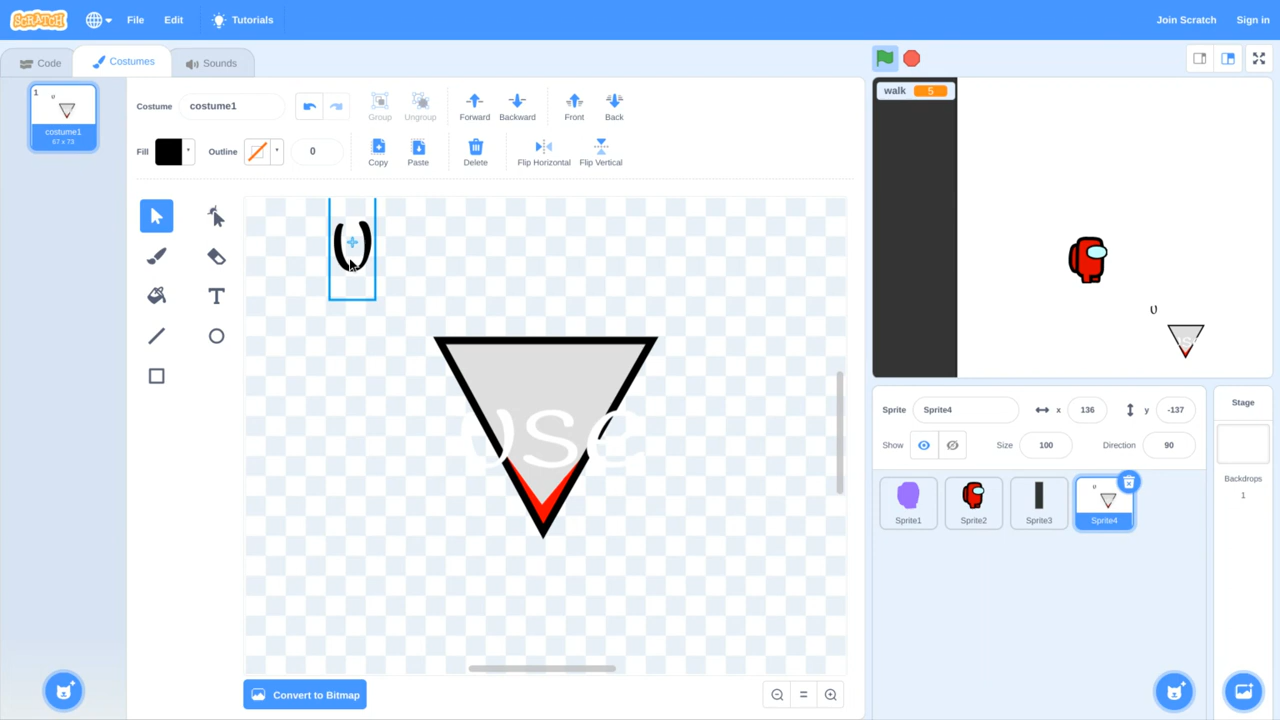 SCRATCH File Edit Tutorials Join Scratch Sign in
Code Costumes Sounds
1
costume1
67 x 73
Costume costume1 Group Ungroup Forward Backward Front Back
Fill Outline 0 Copy Paste Delete Flip Horizontal Flip Vertical
T
()
use
Convert to Bitmap
walk 5
U
use
Sprite Sprite4 x 136 y -137
Show Size 100 Direction 90
Sprite1 Sprite2 Sprite3 Sprite4
Stage
Backdrops
1